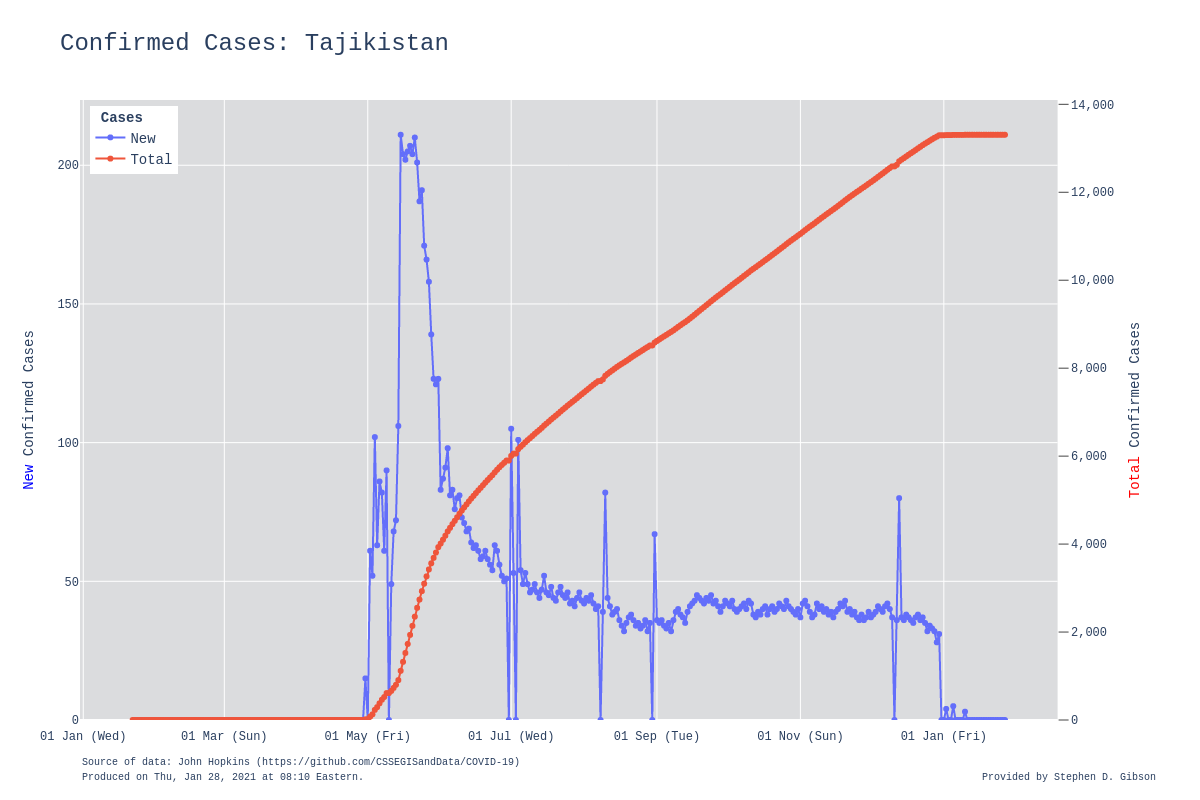 Confirmed Cases: Tajikistan
Cases
New
Total
200
150
100
50
0
New Confirmed Cases
14,000
12,000
10,000
8,000
6,000
4,000
2,000
0
Total Confirmed Cases
01 Jan (Wed) 01 Mar (Sun) 01 May (Fri) 01 Jul (Wed) 01 Sep (Tue) 01 Nov (Sun) 01 Jan (Fri)
Source of data: John Hopkins (https://github.com/CSSEGISandData/COVID-19)
Produced on Thu, Jan 28, 2021 at 08:10 Eastern.
Provided by Stephen D. Gibson